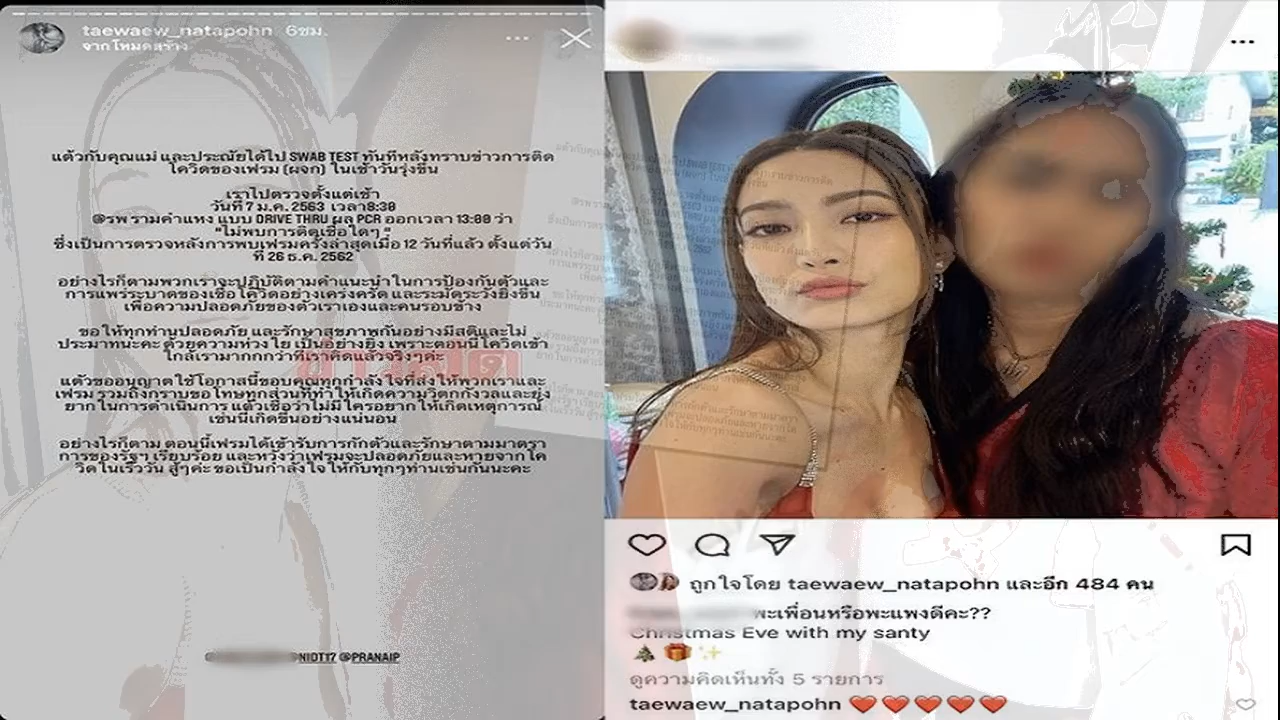 taewaew_natapohn 6ชม.
จากโหมดสร้าง
แต้วกับคุณแม่ และประณัยได้ไป SWAB TEST ทันทีหลังทราบข่าวการติด
โควิดของเฟรม (ผจก) ในเช้าวันรุ่งขึ้น
เราไปตรวจตั้งแต่เช้า
วันที่ 7 ม.ค. 2563 เวลา8:30
@รพ รามคำแหง แบบ DRIVE THRU ผล PCR ออกเวลา 13:00 ว่า
"ไม่พบการติดเชื้อใดๆ "
ซึ่งเป็นการตรวจหลังการพบเฟรมครั้งล่าสุดเมื่อ 12 วันที่แล้ว ตั้งแต่วัน
ที่ 26 ธ.ค. 2562
อย่างไรก็ตามพวกเราจะปฏิบัติตามคำแนะนำในการป้องกันตัวและ
การแพร่ระบาดของเชื้อ โควิดอย่างเคร่งครัด และระมัดระวังยิ่งขึ้น
เพื่อความปลอดภัยของตัวเราเองและคนรอบข้าง
ขอให้ทุกท่านปลอดภัย และรักษาสุขภาพกันอย่างมีสติและไม่
ประมาทนะคะ ด้วยความห่วงใย เป็นอย่างยิ่ง เพราะตอนนี้โควิดเข้า
ใกล้เรามากกกว่าที่เราคิดแล้วจริงๆค่ะ
ข่าวสด
แต้วขออนุญาตใช้โอกาสนี้ขอบคุณทุกกำลังใจที่ส่งให้พวกเราและ
เฟรม รวมถึงกราบขอโทษทุกส่วนที่ทำให้เกิดความวิตกกังวลและยุ่ง
ยากในการดำเนินการ แต้วเชื่อว่าไม่มีใครอยากให้เกิดเหตุการณ์
เช่นนี้เกิดขึ้นอย่างแน่นอน
อย่างไรก็ตาม ตอนนี้เฟรมได้เข้ารับการกักตัวและรักษาตามมาตรา
การของรัฐฯ เรียบร้อย และหวังว่าเฟรมจะปลอดภัยและหายจากโค
วิดในเร็ววัน สู้ๆค่ะ ขอเป็นกำลังใจให้กับทุกๆท่านเช่นกันนะคะ
NIDT17 @PRANAIP
ถูกใจโดย taewaew_natapohn และอีก 484 คน
พะเพื่อนหรือพะแพงดีคะ??
Christmas Eve with my santy
ดูความคิดเห็นทั้ง 5 รายการ
taewaew_natapohn ❤️❤️❤️❤️❤️